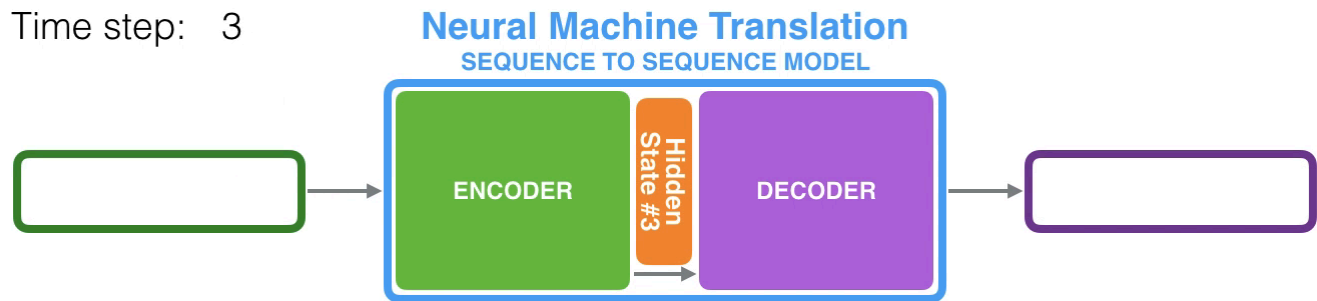 Time step: 3
Neural Machine Translation
SEQUENCE TO SEQUENCE MODEL
ENCODER
Hidden
State #3
DECODER